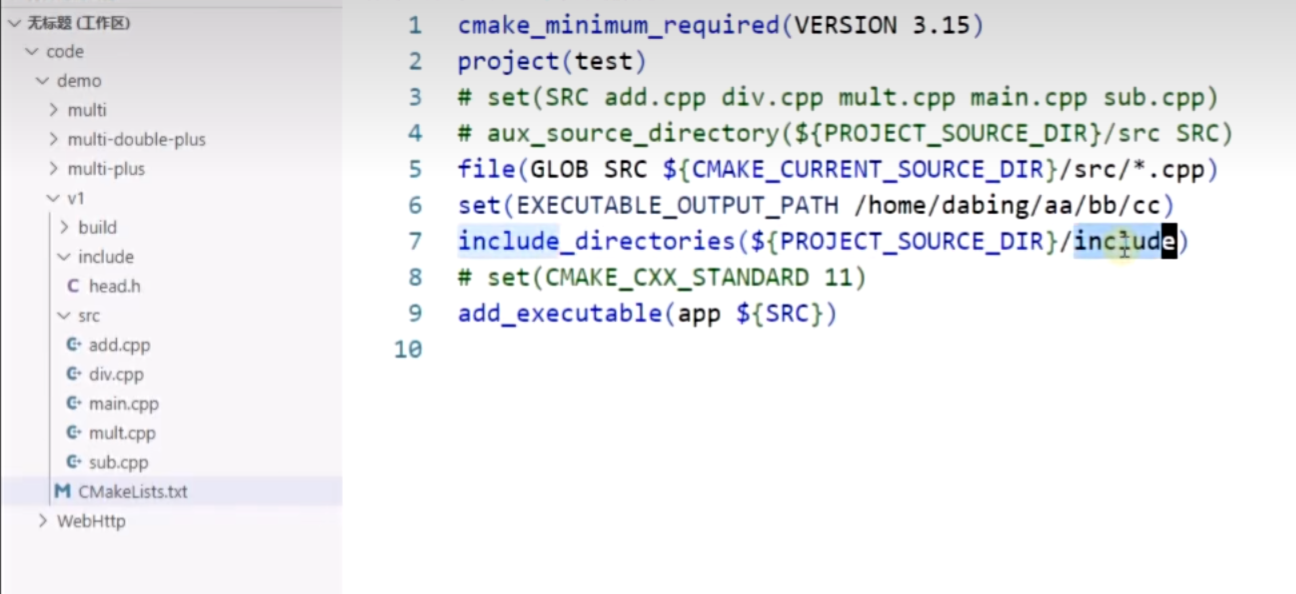 无标题 (工作区)
code
demo
multi
multi-double-plus
multi-plus
v1
build
include
head.h
src
add.cpp
div.cpp
main.cpp
mult.cpp
sub.cpp
CMakeLists.txt
WebHttp
1 cmake_minimum_required(VERSION 3.15)
2 project(test)
3 # set(SRC add.cpp div.cpp mult.cpp main.cpp sub.cpp)
4 # aux_source_directory(${PROJECT_SOURCE_DIR}/src SRC)
5 file(GLOB SRC ${CMAKE_CURRENT_SOURCE_DIR}/src/*.cpp)
6 set(EXECUTABLE_OUTPUT_PATH /home/dabing/aa/bb/cc)
7 include_directories(${PROJECT_SOURCE_DIR}/include)
8 # set(CMAKE_CXX_STANDARD 11)
9 add_executable(app ${SRC})
10